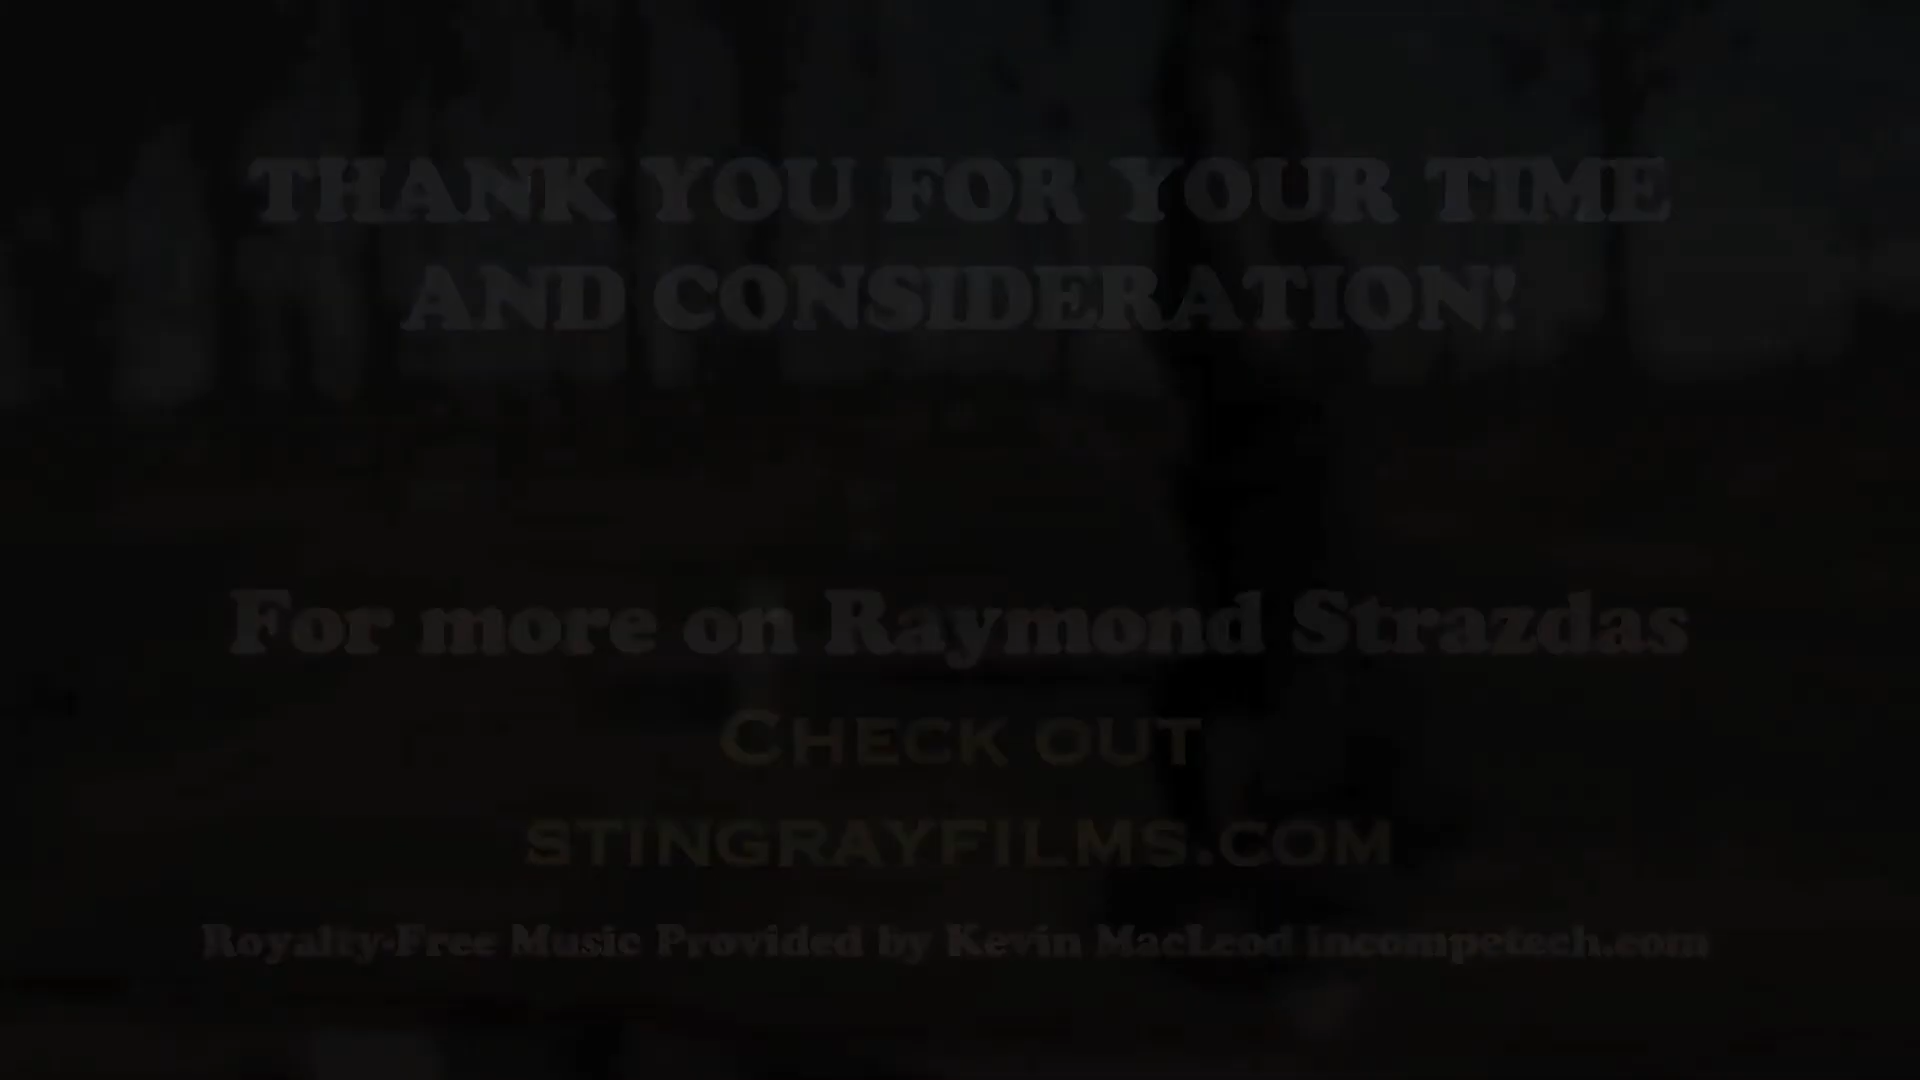 THANK YOU FOR YOUR TIME
AND CONSIDERATION!
For more on Raymond Strazdas
CHECK OUT
STINGRAYFILMS.COM
Royalty-Free Music Provided by Kevin MacLeod incompetech.com